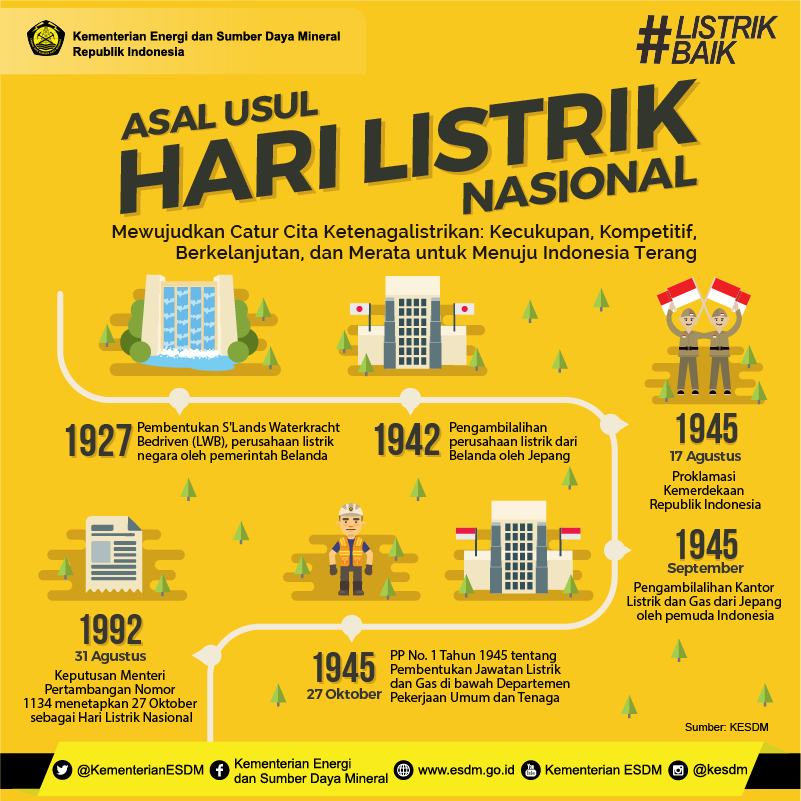 Kementerian Energi dan Sumber Daya Mineral
Republik Indonesia
#LISTRIK
BAIK
ASAL USUL
HARI LISTRIK
NASIONAL
Mewujudkan Catur Cita Ketenagalistrikan: Kecukupan, Kompetitif,
Berkelanjutan, dan Merata untuk Menuju Indonesia Terang
1927
Pembentukan S'Lands Waterkracht
Bedriven (LWB), perusahaan listrik
negara oleh pemerintah Belanda
1942
Pengambilalihan
perusahaan listrik dari
Belanda oleh Jepang
1945
17 Agustus
Proklamasi
Kemerdekaan
Republik Indonesia
1945
September
Pengambilalihan Kantor
Listrik dan Gas dari Jepang
oleh pemuda Indonesia
1945
27 Oktober
PP No. 1 Tahun 1945 tentang
Pembentukan Jawatan Listrik
dan Gas di bawah Departemen
Pekerjaan Umum dan Tenaga
1992
31 Agustus
Keputusan Menteri
Pertambangan Nomor
1134 menetapkan 27 Oktober
sebagai Hari Listrik Nasional
Sumber: KESDM
@KementerianESDM
Kementerian Energi
dan Sumber Daya Mineral
www.esdm.go.id
Kementerian ESDM
@kesdm